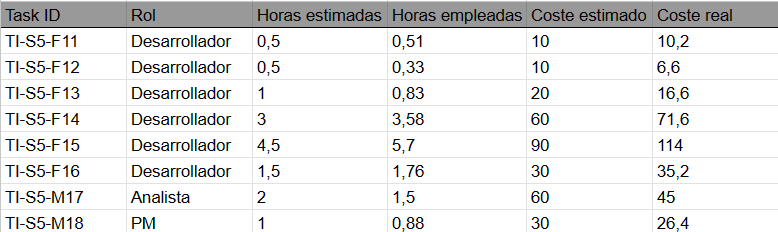 Task ID Rol Horas estimadas Horas empleadas Coste estimado Coste real
TI-S5-F11 Desarrollador 0,5 0,51 10 10,2
TI-S5-F12 Desarrollador 0,5 0,33 10 6,6
TI-S5-F13 Desarrollador 1 0,83 20 16,6
TI-S5-F14 Desarrollador 3 3,58 60 71,6
TI-S5-F15 Desarrollador 4,5 5,7 90 114
TI-S5-F16 Desarrollador 1,5 1,76 30 35,2
TI-S5-M17 Analista 2 1,5 60 45
TI-S5-M18 PM 1 0,88 30 26,4